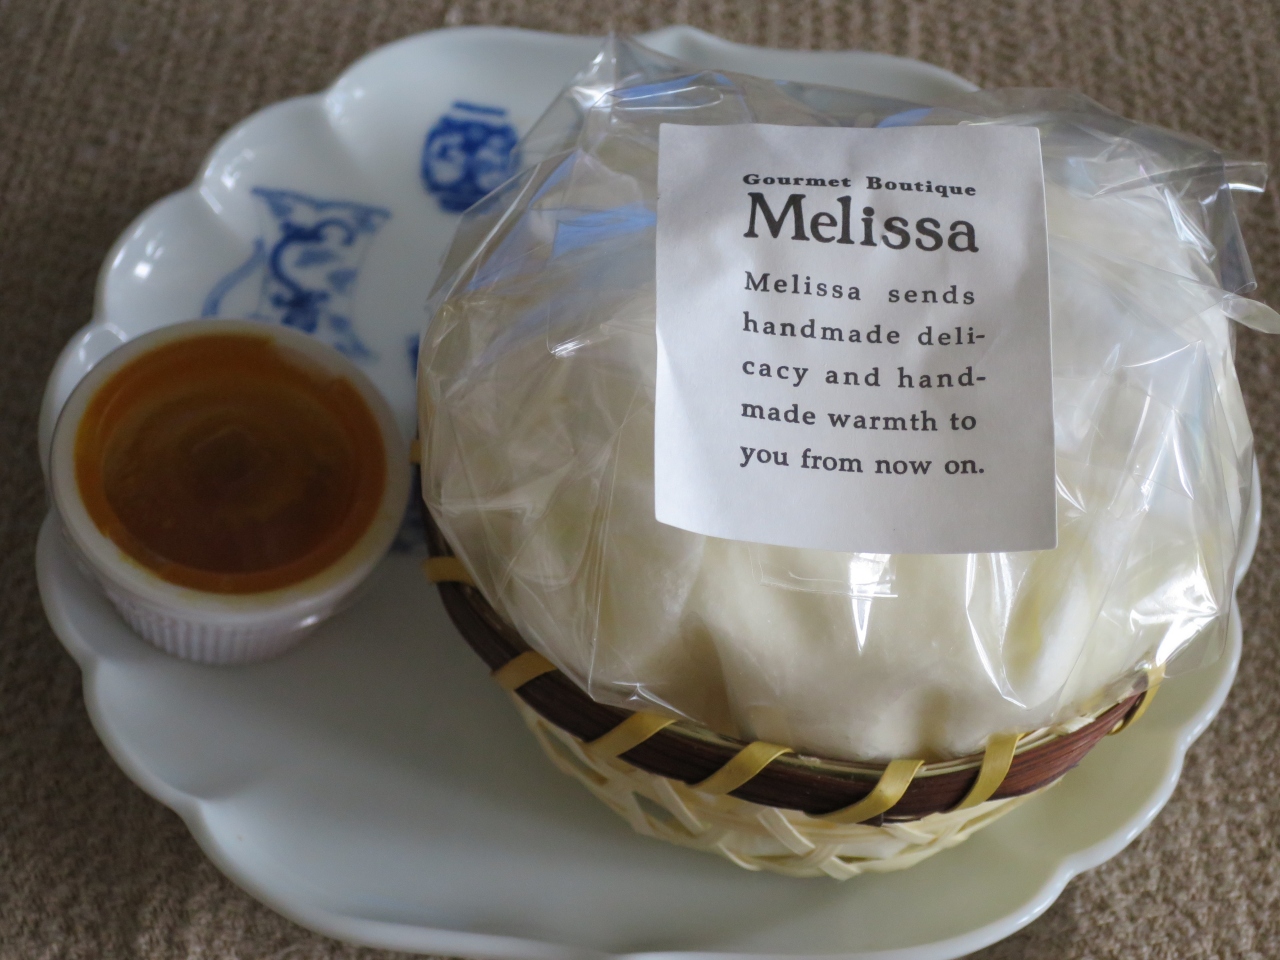 Gourmet Boutique
Melissa
Melissa sends
handmade deli-
cacy and hand-
made warmth to
you from now on.